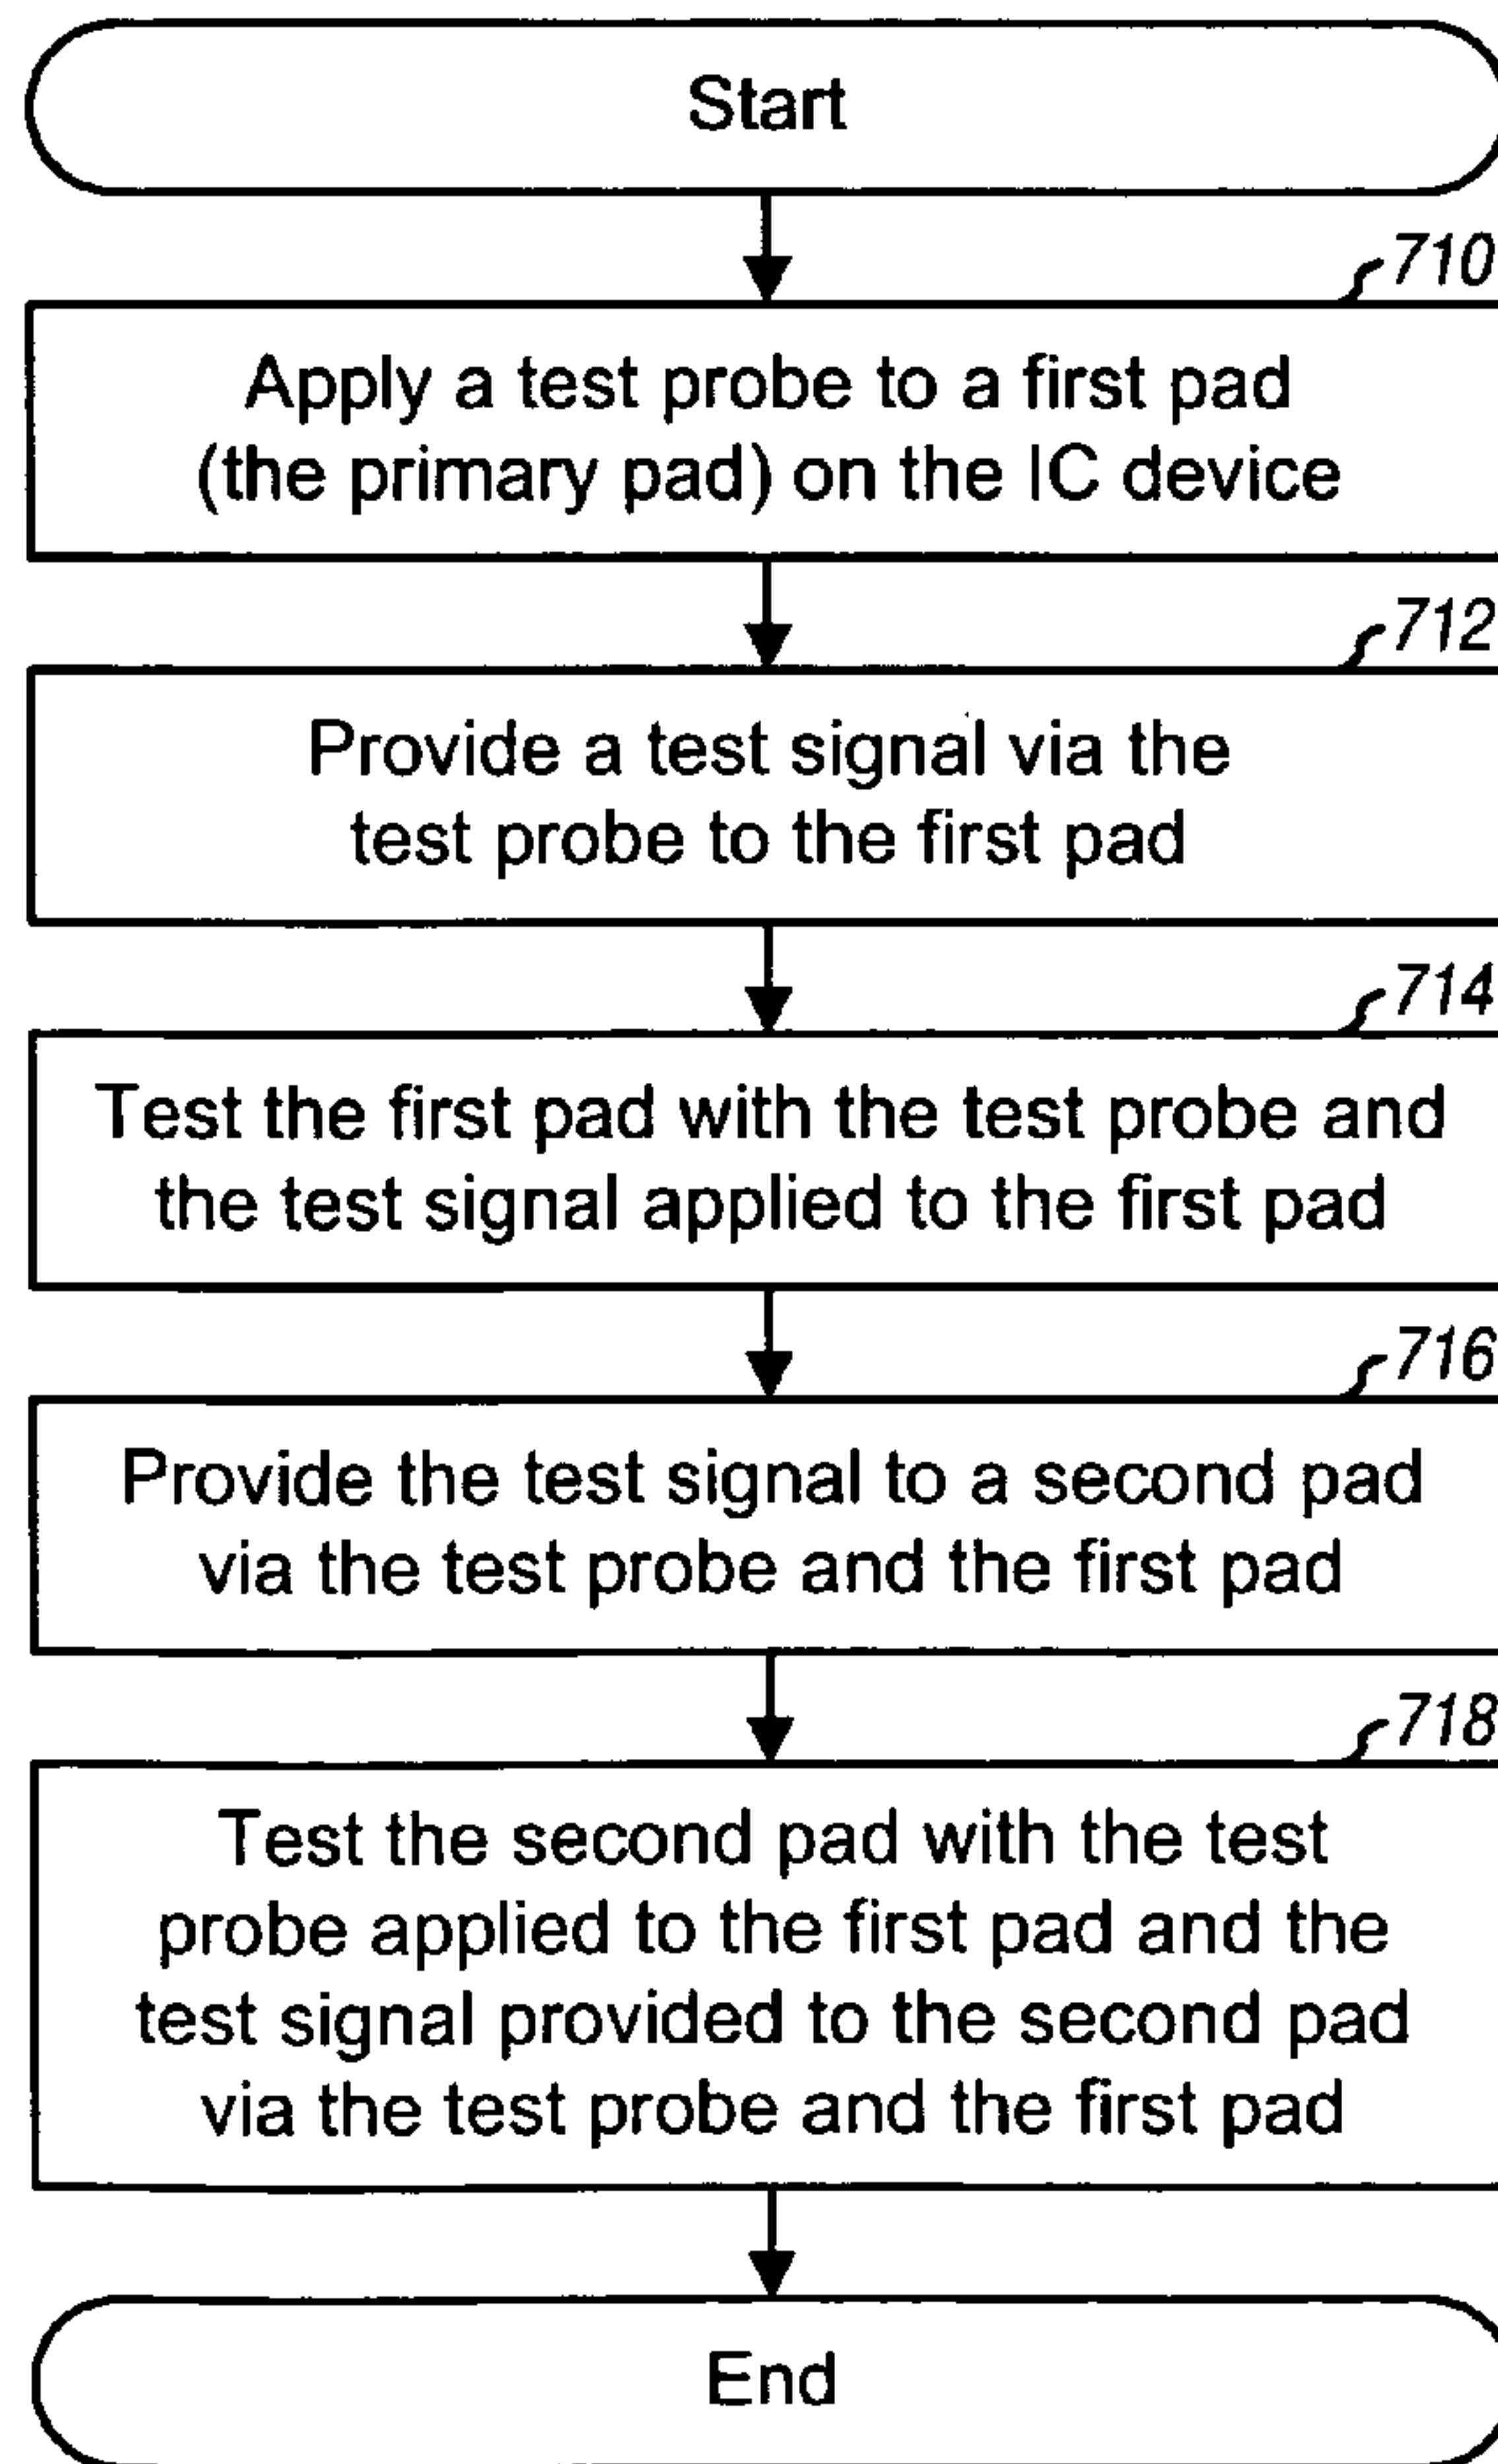 Start
710
Apply a test probe to a first pad
(the primary pad) on the IC device
712
Provide a test signal via the
test probe to the first pad
714
Test the first pad with the test probe and
the test signal applied to the first pad
716
Provide the test signal to a second pad
via the test probe and the first pad
718
Test the second pad with the test
probe applied to the first pad and the
test signal provided to the second pad
via the test probe and the first pad
End